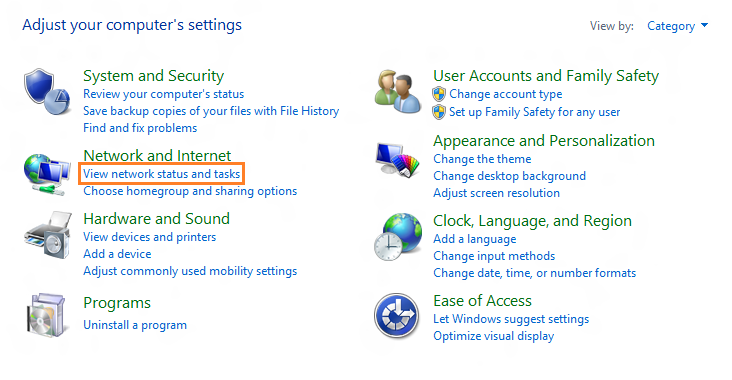 Adjust your computer's settings
View by: Category
System and Security
Review your computer's status
Save backup copies of your files with File History
Find and fix problems
Network and Internet
View network status and tasks
Choose homegroup and sharing options
Hardware and Sound
View devices and printers
Add a device
Adjust commonly used mobility settings
Programs
Uninstall a program
User Accounts and Family Safety
Change account type
Set up Family Safety for any user
Appearance and Personalization
Change the theme
Change desktop background
Adjust screen resolution
Clock, Language, and Region
Add a language
Change input methods
Change date, time, or number formats
Ease of Access
Let Windows suggest settings
Optimize visual display